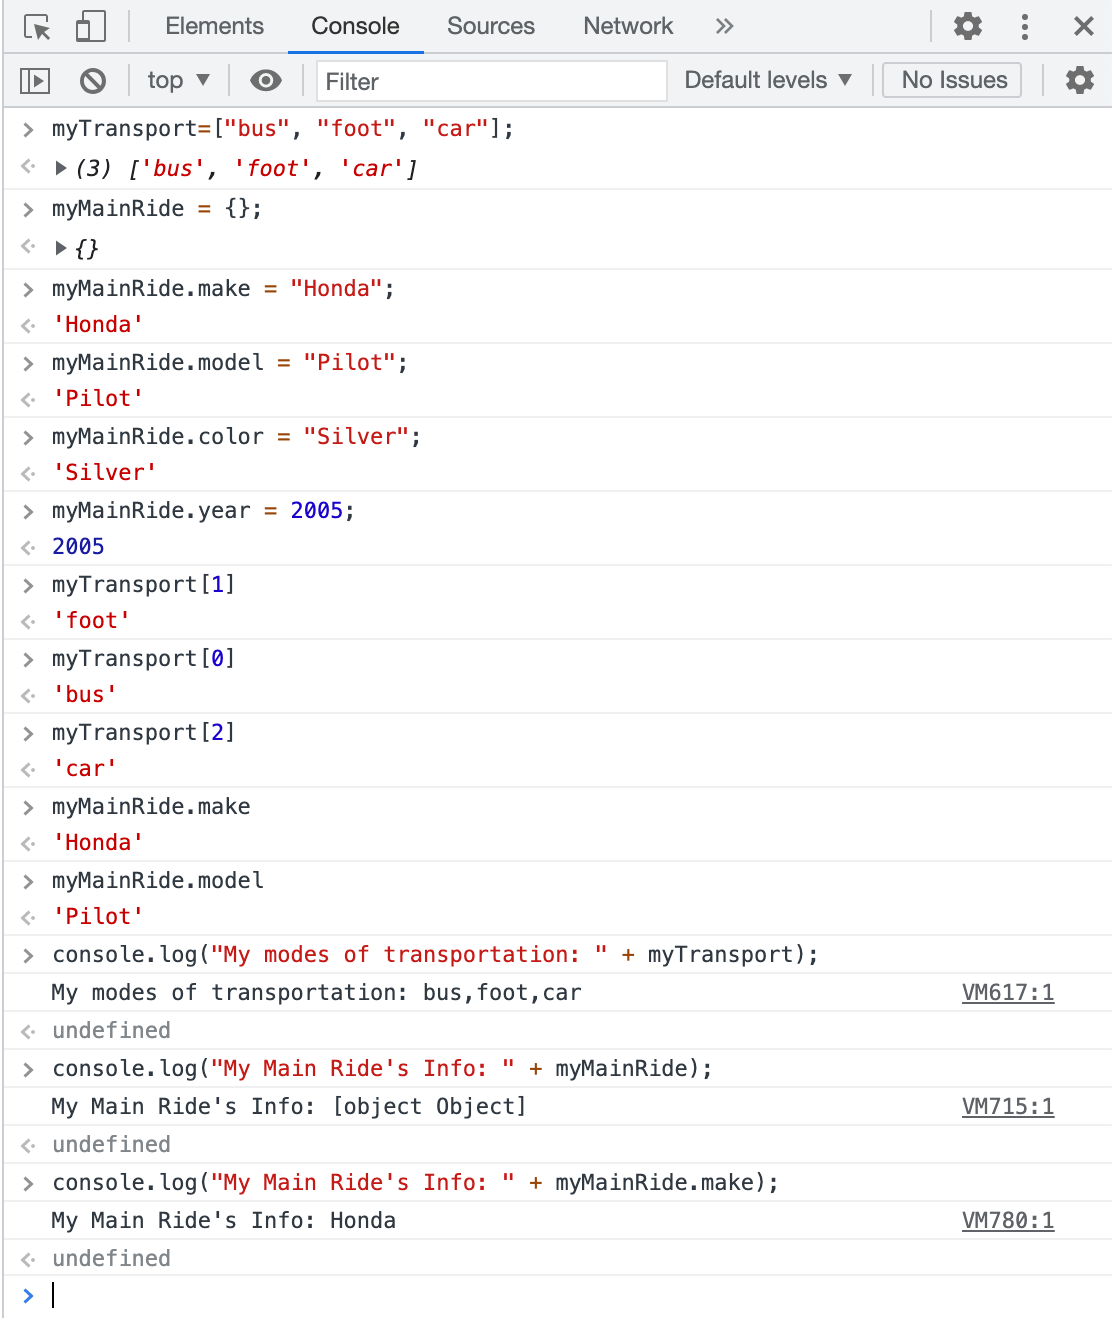 Elements Console Sources Network »
top ▼ Filter Default levels ▼ No Issues
> myTransport=["bus", "foot", "car"];
<· ▶(3) ['bus', 'foot', 'car']
> myMainRide = {};
<· ▶{}
> myMainRide.make = "Honda";
<· 'Honda'
> myMainRide.model = "Pilot";
<· 'Pilot'
> myMainRide.color = "Silver";
<· 'Silver'
> myMainRide.year = 2005;
<· 2005
> myTransport[1]
<· 'foot'
> myTransport[0]
<· 'bus'
> myTransport[2]
<· 'car'
> myMainRide.make
<· 'Honda'
> myMainRide.model
<· 'Pilot'
> console.log("My modes of transportation: " + myTransport);
My modes of transportation: bus,foot,car VM617:1
<· undefined
> console.log("My Main Ride's Info: " + myMainRide);
My Main Ride's Info: [object Object] VM715:1
<· undefined
> console.log("My Main Ride's Info: " + myMainRide.make);
My Main Ride's Info: Honda VM780:1
<· undefined
>